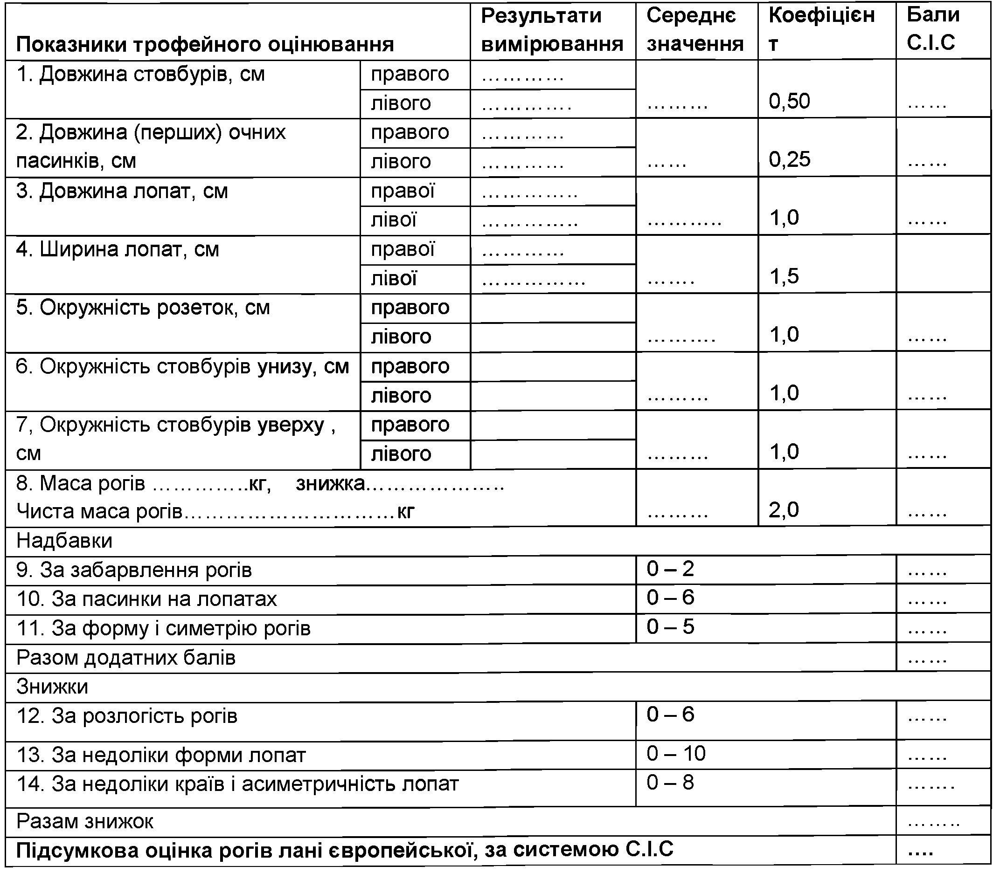 Показники трофейного оцінювання
Результати
вимірювання
Середнє
значення
Коефіцієн
т
Бали
С.І.С
1. Довжина стовбурів, см
правого
…………
лівого
………….
………
0,50
……
2. Довжина (перших) очних
пасинків, см
правого
…………
лівого
…………
……
0,25
……
3. Довжина лопат, см
правої
…………..
лівої
…………..
………..
1,0
……
4. Ширина лопат, см
правої
…………
лівої
……………
…….
1,5
5. Окружність розеток, см
правого
лівого
……….
1,0
……
6. Окружність стовбурів унизу, см
правого
лівого
………
1,0
……
7, Окружність стовбурів уверху ,
см
правого
лівого
………
1,0
……
8. Маса рогів …………..кг, знижка………………..
Чиста маса рогів…………………………кг
………
2,0
……
Надбавки
9. За забарвлення рогів
0 – 2
……
10. За пасинки на лопатах
0 – 6
……
11. За форму і симетрію рогів
0 – 5
……
Разом додатних балів
……
Знижки
12. За розлогість рогів
0 – 6
……
13. За недоліки форми лопат
0 – 10
……
14. За недоліки країв і асиметричність лопат
0 – 8
…….
Разам знижок
……..
Підсумкова оцінка рогів лані європейської, за системою С.І.С
....